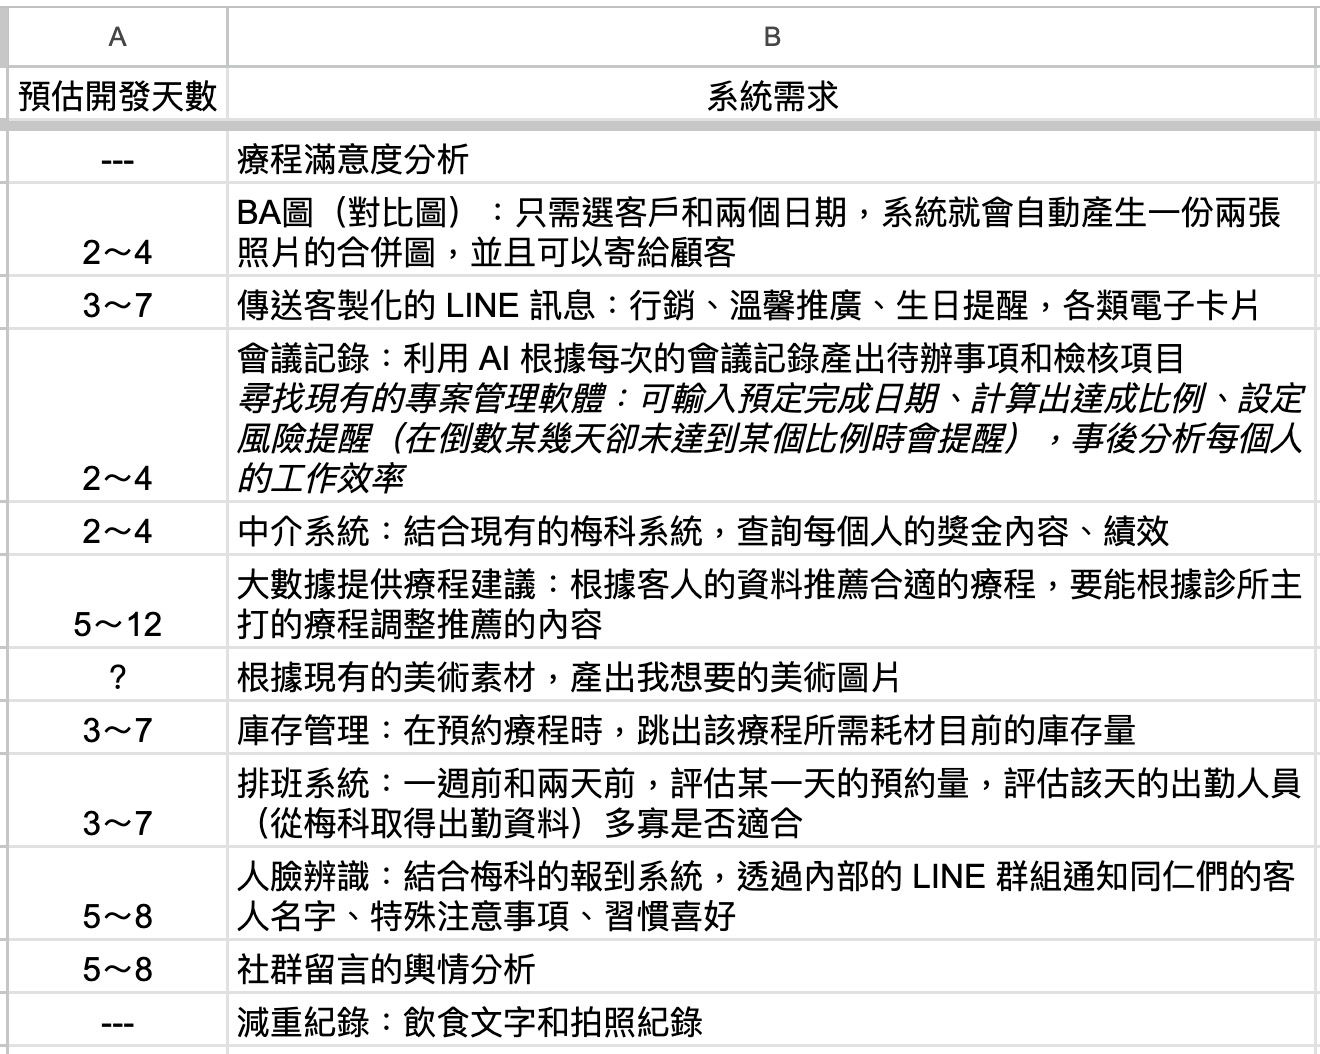 A
B
預估開發天數
系統需求
---
療程滿意度分析
2～4
BA圖（對比圖）：只需選客戶和兩個日期，系統就會自動產生一份兩張
照片的合併圖，並且可以寄給顧客
3～7
傳送客製化的 LINE 訊息：行銷、溫馨推廣、生日提醒，各類電子卡片
2～4
會議記錄：利用 AI 根據每次的會議記錄產出待辦事項和檢核項目
尋找現有的專案管理軟體：可輸入預定完成日期、計算出達成比例、設定
風險提醒（在倒數某幾天卻未達到某個比例時會提醒），事後分析每個人
的工作效率
2～4
中介系統：結合現有的梅科系統，查詢每個人的獎金內容、績效
5～12
大數據提供療程建議：根據客人的資料推薦合適的療程，要能根據診所主
打的療程調整推薦的內容
?
根據現有的美術素材，產出我想要的美術圖片
3～7
庫存管理：在預約療程時，跳出該療程所需耗材目前的庫存量
3～7
排班系統：一週前和兩天前，評估某一天的預約量，評估該天的出勤人員
（從梅科取得出勤資料）多寡是否適合
5～8
人臉辨識：結合梅科的報到系統，透過內部的 LINE 群組通知同仁們的客
人名字、特殊注意事項、習慣喜好
5～8
社群留言的輿情分析
---
減重紀錄：飲食文字和拍照紀錄